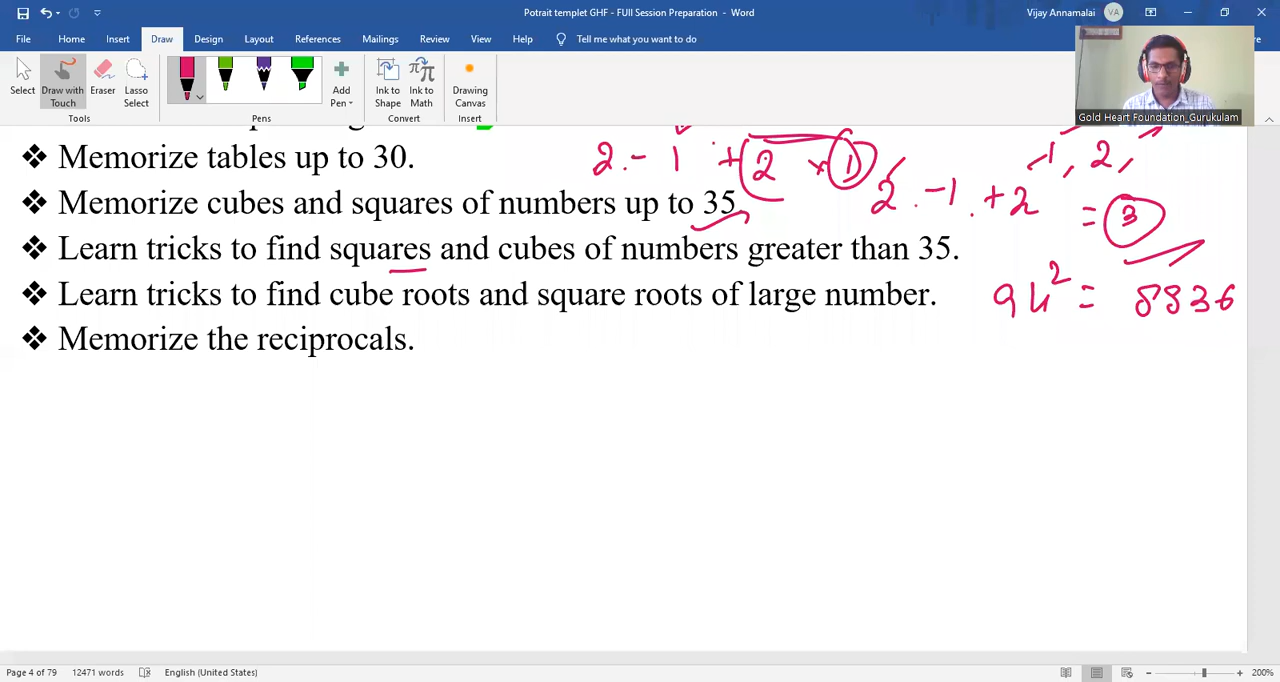 Potrait templet GHF - FUll Session Preparation - Word
Vijay Annamalai VA
File Home Insert Draw Design Layout References Mailings Review View Help Tell me what you want to do
Select Draw with Touch Eraser Lasso Select Add Pen Ink to Shape Ink to Math Drawing Canvas
Tools Pens Convert Insert
Gold Heart Foundation_Gurukulam
❖ Memorize tables up to 30.
2 - 1 + 2 × 1
1, 2,
❖ Memorize cubes and squares of numbers up to 35
2 - 1 + 2 = 3
❖ Learn tricks to find squares and cubes of numbers greater than 35.
❖ Learn tricks to find cube roots and square roots of large number.
94² = 8836
❖ Memorize the reciprocals.
Page 4 of 79 12471 words English (United States) 200%